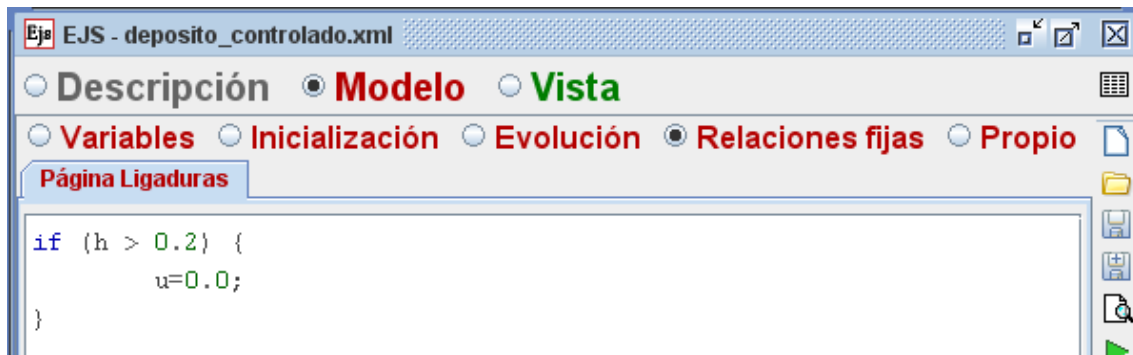 Ejs EJS - deposito_controlado.xml
Descripción Modelo Vista
Variables Inicialización Evolución Relaciones fijas Propio
Página Ligaduras
if (h > 0.2) {
u=0.0;
}